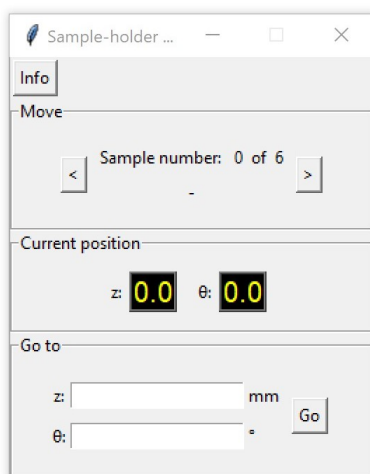 Sample-holder ...
Info
Move
< Sample number: 0 of 6 >
-
Current position
z: 0.0 θ: 0.0
Go to
z: mm
Go
θ: °